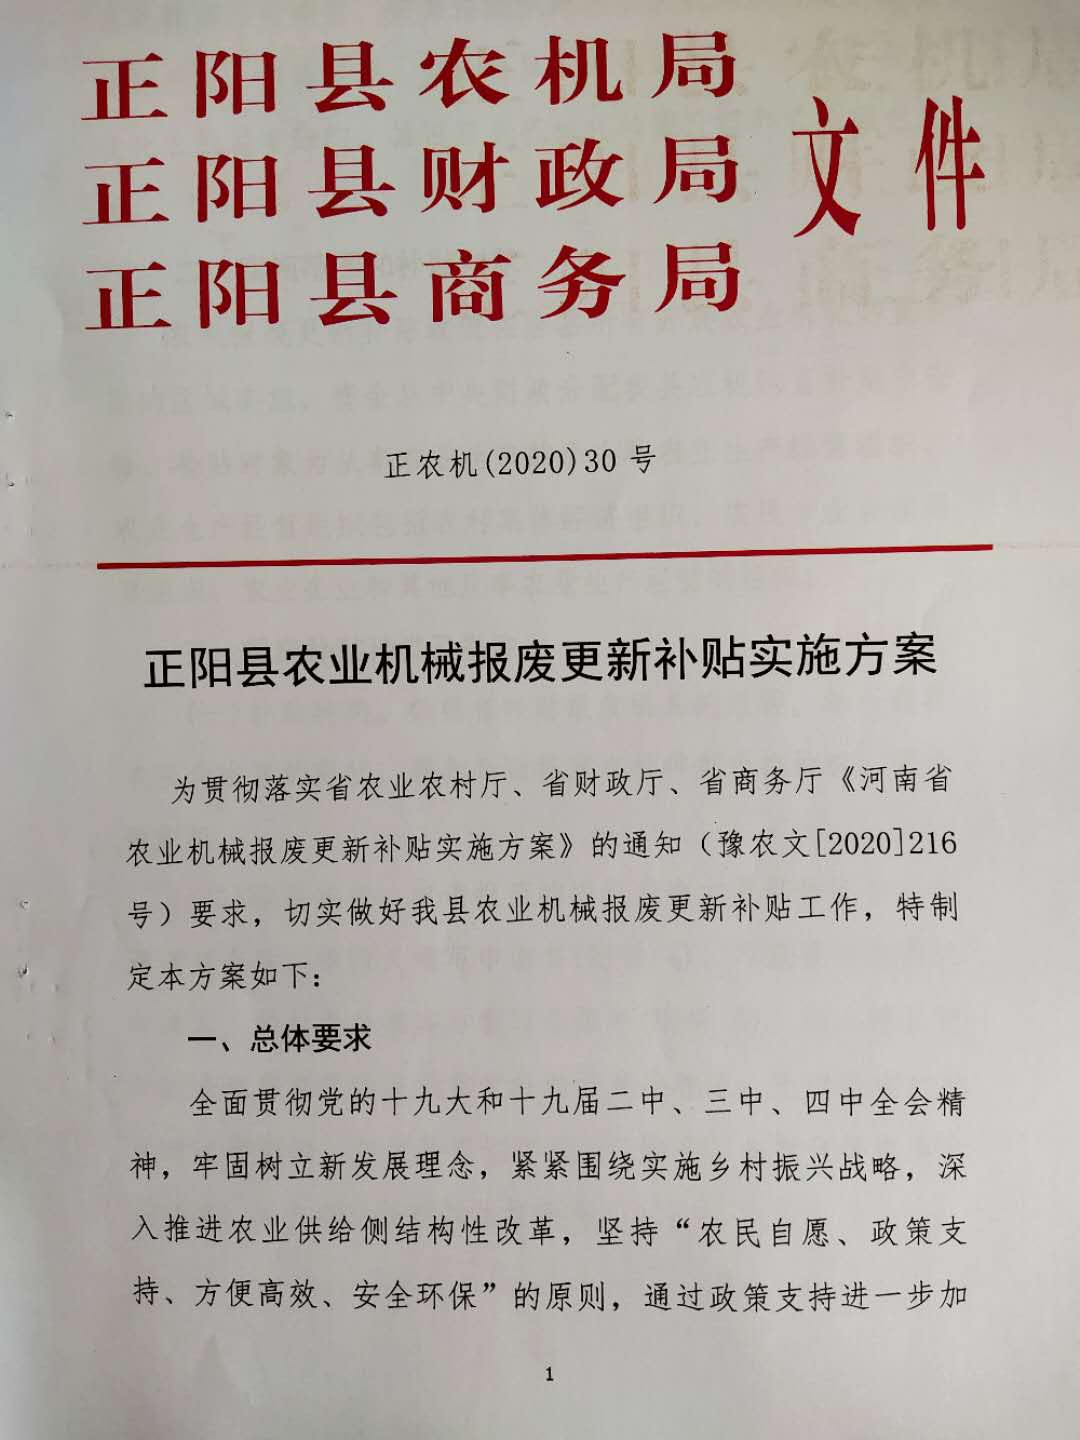 正阳县农机局
正阳县财政局 文件
正阳县商务局
正农机(2020)30 号
正阳县农业机械报废更新补贴实施方案
为贯彻落实省农业农村厅、省财政厅、省商务厅《河南省
农业机械报废更新补贴实施方案》的通知（豫农文[2020]216
号）要求，切实做好我县农业机械报废更新补贴工作，特制
定本方案如下：
一、总体要求
全面贯彻党的十九大和十九届二中、三中、四中全会精
神，牢固树立新发展理念，紧紧围绕实施乡村振兴战略，深
入推进农业供给侧结构性改革，坚持“农民自愿、政策支
持、方便高效、安全环保”的原则，通过政策支持进一步加
1